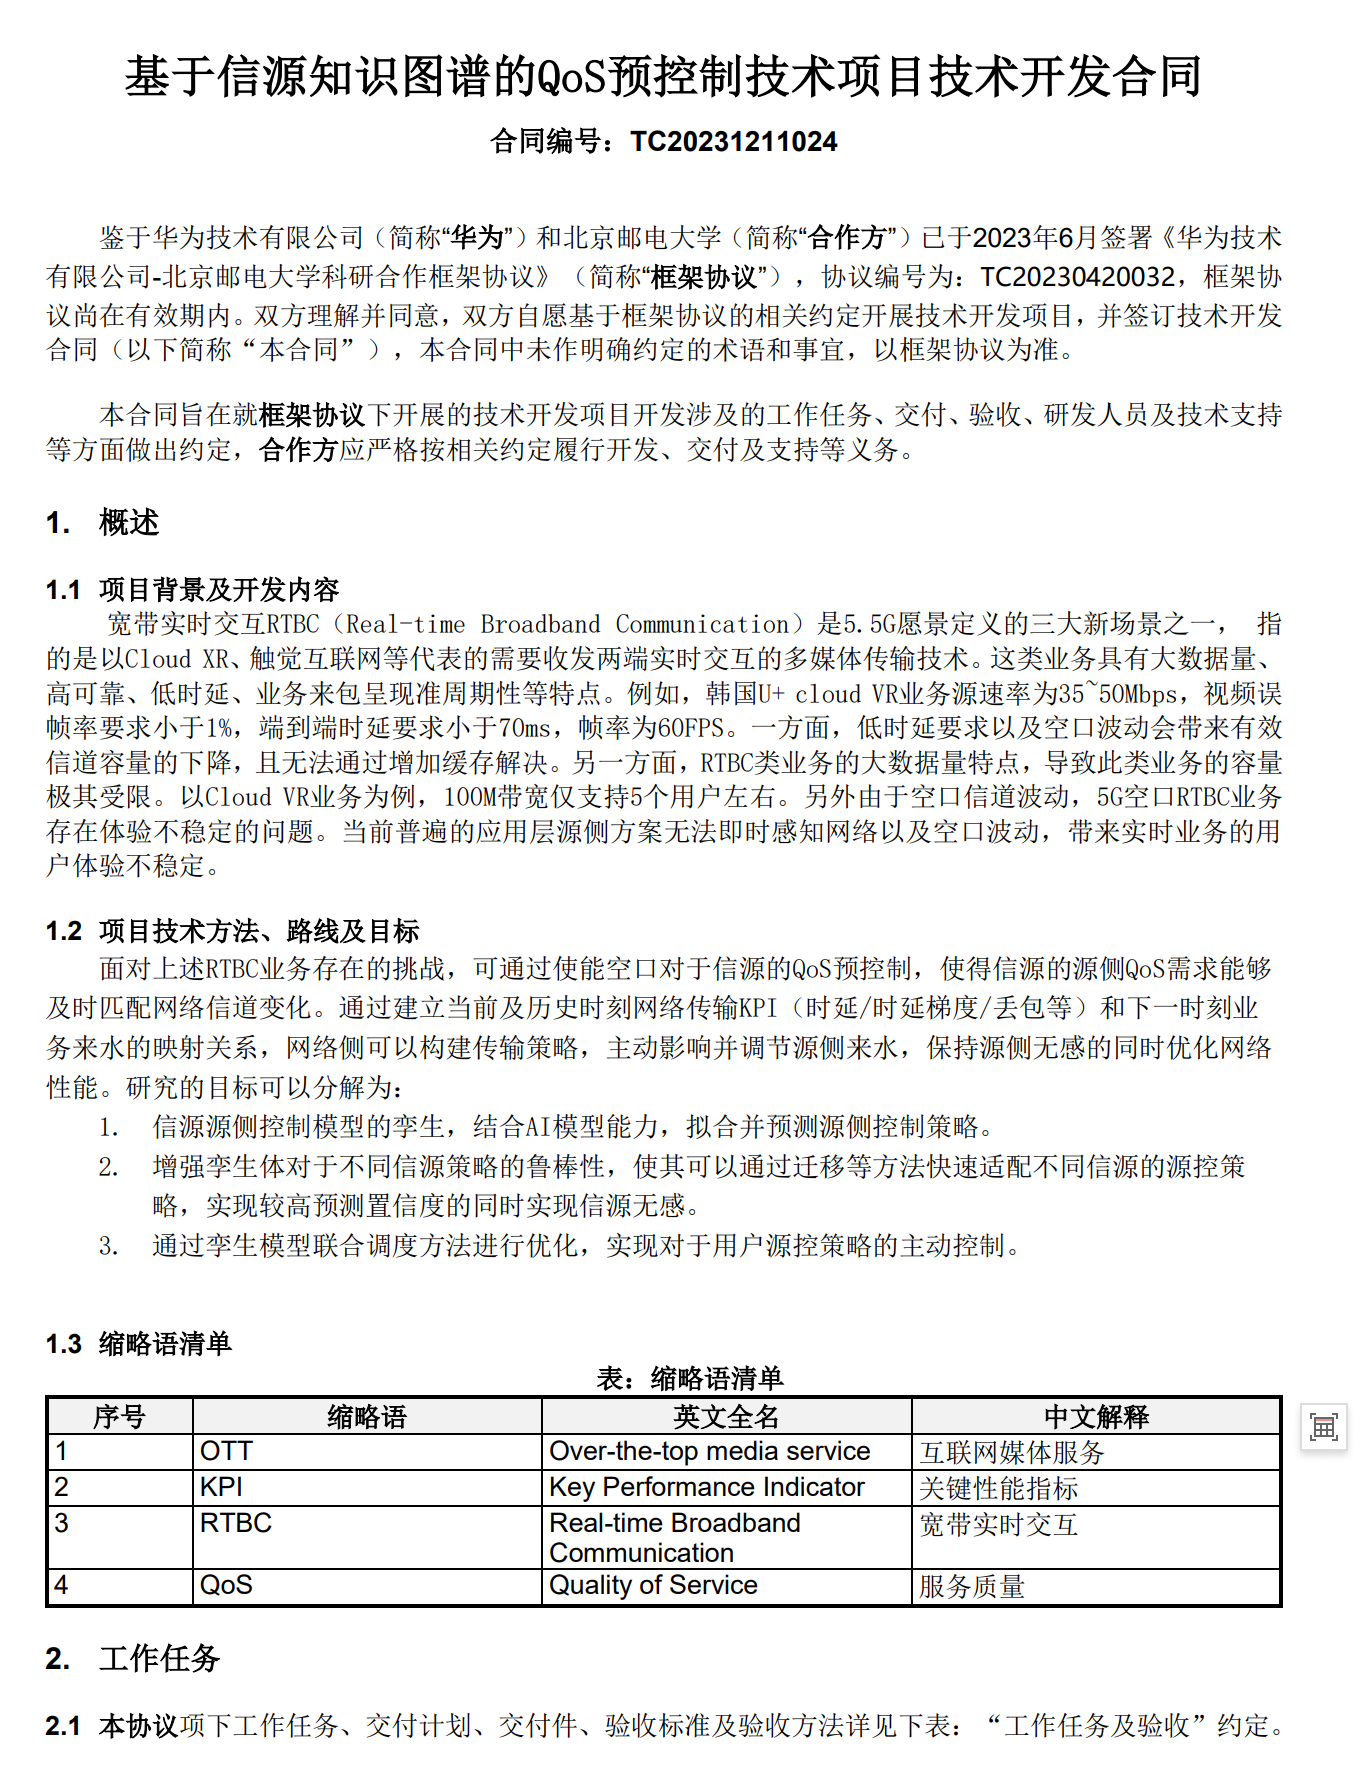 基于信源知识图谱的QoS预控制技术项目技术开发合同
合同编号：TC20231211024
鉴于华为技术有限公司（简称“华为”）和北京邮电大学（简称“合作方”）已于2023年6月签署《华为技术
有限公司-北京邮电大学科研合作框架协议》（简称“框架协议”），协议编号为：TC20230420032，框架协
议尚在有效期内。双方理解并同意，双方自愿基于框架协议的相关约定开展技术开发项目，并签订技术开发
合同（以下简称“本合同”），本合同中未作明确约定的术语和事宜，以框架协议为准。
本合同旨在就框架协议下开展的技术开发项目开发涉及的工作任务、交付、验收、研发人员及技术支持
等方面做出约定，合作方应严格按相关约定履行开发、交付及支持等义务。
1. 概述
1.1 项目背景及开发内容
宽带实时交互RTBC（Real-time Broadband Communication）是5.5G愿景定义的三大新场景之一， 指
的是以Cloud XR、触觉互联网等代表的需要收发两端实时交互的多媒体传输技术。这类业务具有大数据量、
高可靠、低时延、业务来包呈现准周期性等特点。例如，韩国U+ cloud VR业务源速率为35~50Mbps，视频误
帧率要求小于1%，端到端时延要求小于70ms，帧率为60FPS。一方面，低时延要求以及空口波动会带来有效
信道容量的下降，且无法通过增加缓存解决。另一方面，RTBC类业务的大数据量特点，导致此类业务的容量
极其受限。以Cloud VR业务为例，100M带宽仅支持5个用户左右。另外由于空口信道波动，5G空口RTBC业务
存在体验不稳定的问题。当前普遍的应用层源侧方案无法即时感知网络以及空口波动，带来实时业务的用
户体验不稳定。
1.2 项目技术方法、路线及目标
面对上述RTBC业务存在的挑战，可通过使能空口对于信源的QoS预控制，使得信源的源侧QoS需求能够
及时匹配网络信道变化。通过建立当前及历史时刻网络传输KPI（时延/时延梯度/丢包等）和下一时刻业
务来水的映射关系，网络侧可以构建传输策略，主动影响并调节源侧来水，保持源侧无感的同时优化网络
性能。研究的目标可以分解为：
1. 信源源侧控制模型的孪生，结合AI模型能力，拟合并预测源侧控制策略。
2. 增强孪生体对于不同信源策略的鲁棒性，使其可以通过迁移等方法快速适配不同信源的源控策
略，实现较高预测置信度的同时实现信源无感。
3. 通过孪生模型联合调度方法进行优化，实现对于用户源控策略的主动控制。
1.3 缩略语清单
表：缩略语清单
序号 缩略语 英文全名 中文解释
1 OTT Over-the-top media service 互联网媒体服务
2 KPI Key Performance Indicator 关键性能指标
3 RTBC Real-time Broadband 宽带实时交互
Communication
4 QoS Quality of Service 服务质量
2. 工作任务
2.1 本协议项下工作任务、交付计划、交付件、验收标准及验收方法详见下表：“工作任务及验收”约定。